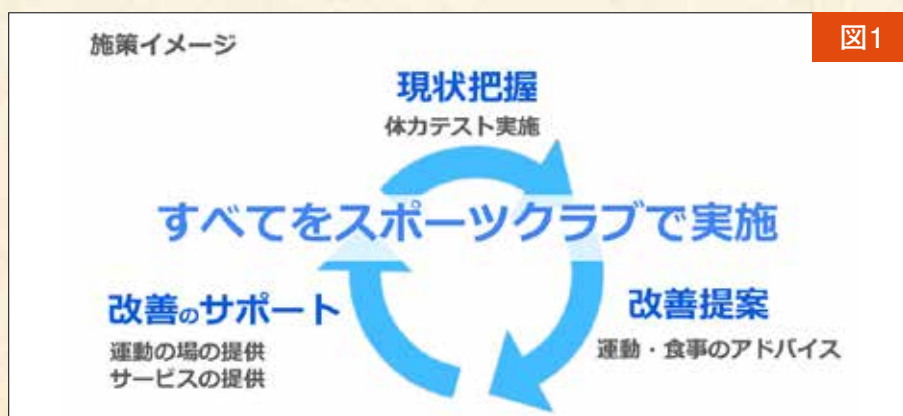 図1
施策イメージ
現状把握
体力テスト実施
すべてをスポーツクラブで実施
改善のサポート
運動の場の提供
サービスの提供
改善提案
運動・食事のアドバイス